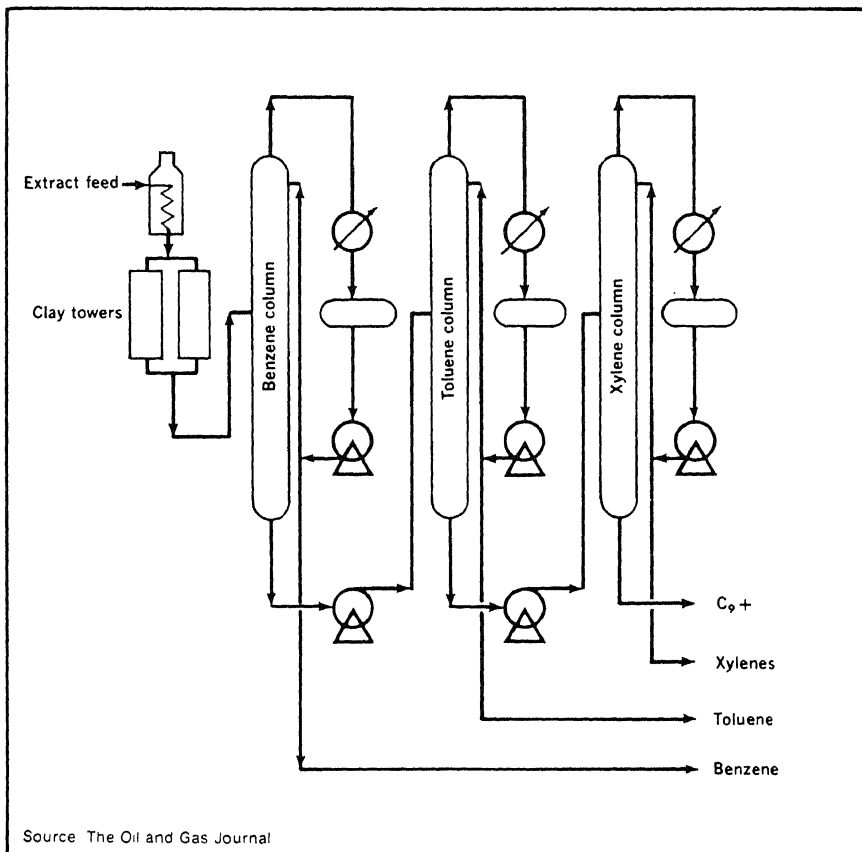 Extract feed
Clay towers
Benzene column
Toluene column
Xylene column
C₉+
Xylenes
Toluene
Benzene
Source The Oil and Gas Journal